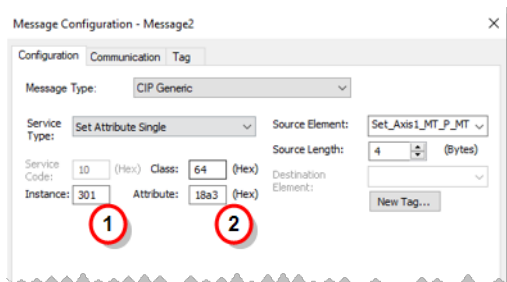 Message Configuration - Message2
Configuration Communication Tag
Message Type: CIP Generic
Service Type: Set Attribute Single Source Element: Set_Axis1_MT_P_MT
Source Length: 4 (Bytes)
Service Code: 10 (Hex) Class: 64 (Hex) Destination Element:
Instance: 301 Attribute: 18a3 (Hex) New Tag...
1 2